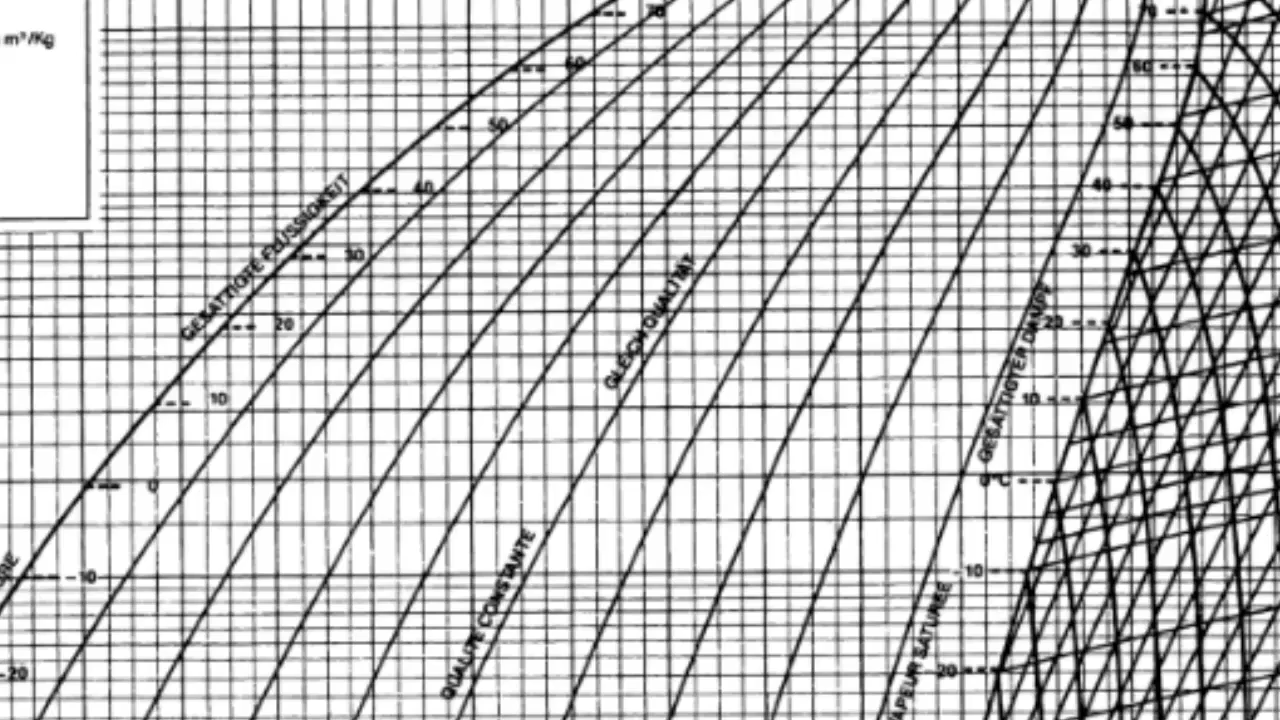 m³/Kg
70
60
50
40
30
20
10
0
-10
-20
GESÄTTIGTE FLÜSSIGKEIT
GLEICH QUALITÄT
QUALITE CONSTANTE
GESÄTTIGTER DAMPF
VAPEUR SATUREE
70
60
50
40
30
20
10
0°C
-10
-20